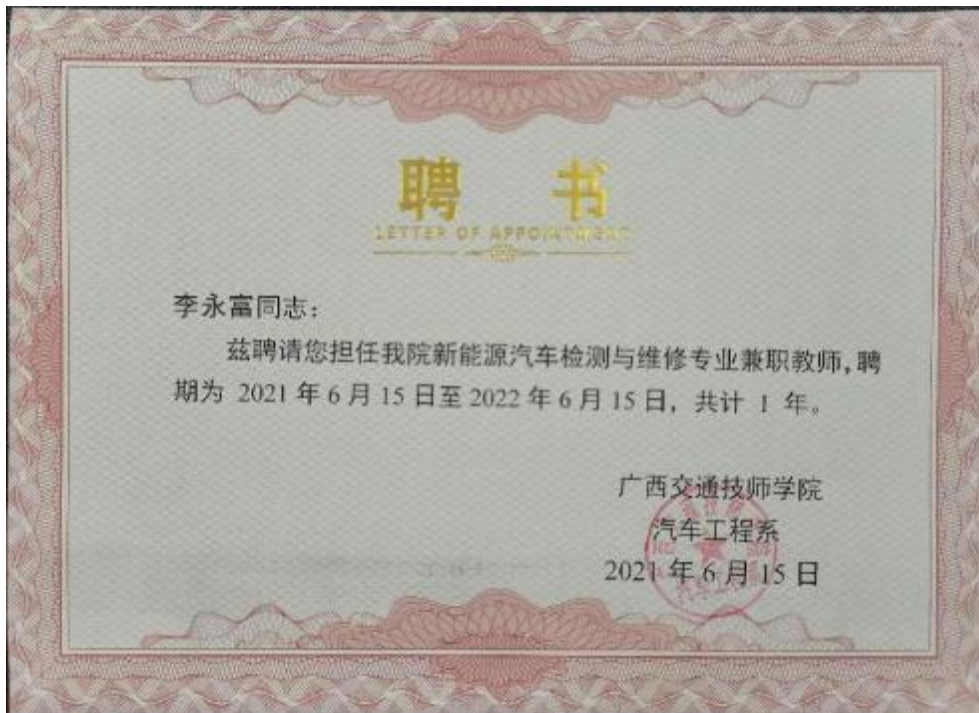 聘 书
LETTER OF APPOINTMENT
李永富同志：
兹聘请您担任我院新能源汽车检测与维修专业兼职教师,聘
期为 2021 年 6 月 15 日至 2022 年 6 月 15 日，共计 1 年。
广西交通技师学院
汽车工程系
2021 年 6 月 15 日